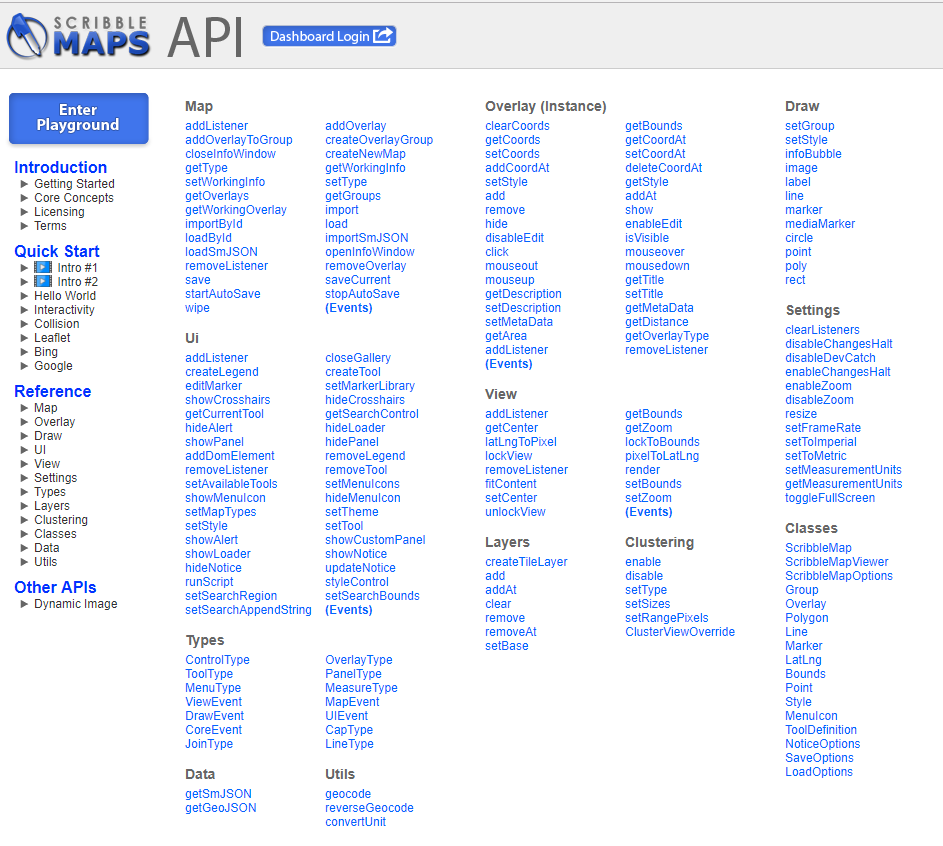 SCRIBBLE
MAPS
API
Dashboard Login
Enter
Playground
Introduction
Getting Started
Core Concepts
Licensing
Terms
Quick Start
Intro #1
Intro #2
Hello World
Interactivity
Collision
Leaflet
Bing
Google
Reference
Map
Overlay
Draw
UI
View
Settings
Types
Layers
Clustering
Classes
Data
Utils
Other APIs
Dynamic Image
Map
addListener addOverlay
addOverlayToGroup createOverlayGroup
closeInfoWindow createNewMap
getType getWorkingInfo
setWorkingInfo setType
getOverlays getGroups
getWorkingOverlay import
importById load
loadById importSmJSON
loadSmJSON openInfoWindow
removeListener removeOverlay
save saveCurrent
startAutoSave stopAutoSave
wipe (Events)
Ui
addListener closeGallery
createLegend createTool
editMarker setMarkerLibrary
showCrosshairs hideCrosshairs
getCurrentTool getSearchControl
hideAlert hideLoader
showPanel hidePanel
addDomElement removeLegend
removeListener removeTool
setAvailableTools setMenuIcons
showMenuIcon hideMenuIcon
setMapTypes setTheme
setStyle setTool
showAlert showCustomPanel
showLoader showNotice
hideNotice updateNotice
runScript styleControl
setSearchRegion setSearchBounds
setSearchAppendString (Events)
Types
ControlType OverlayType
ToolType PanelType
MenuType MeasureType
ViewEvent MapEvent
DrawEvent UIEvent
CoreEvent CapType
JoinType LineType
Data
getSmJSON
getGeoJSON
Utils
geocode
reverseGeocode
convertUnit
Overlay (Instance)
clearCoords getBounds
getCoords getCoordAt
setCoords setCoordAt
addCoordAt deleteCoordAt
setStyle getStyle
add addAt
remove show
hide enableEdit
disableEdit isVisible
click mouseover
mouseout mousedown
mouseup getTitle
getDescription setTitle
setDescription getMetaData
setMetaData getDistance
getArea getOverlayType
addListener removeListener
(Events)
View
addListener getBounds
getCenter getZoom
latLngToPixel lockToBounds
lockView pixelToLatLng
removeListener render
fitContent setBounds
setCenter setZoom
unlockView (Events)
Layers
createTileLayer
add
addAt
clear
remove
removeAt
setBase
Clustering
enable
disable
setType
setSizes
setRangePixels
ClusterViewOverride
Draw
setGroup
setStyle
infoBubble
image
label
line
marker
mediaMarker
circle
point
poly
rect
Settings
clearListeners
disableChangesHalt
disableDevCatch
enableChangesHalt
enableZoom
disableZoom
resize
setFrameRate
setToImperial
setToMetric
setMeasurementUnits
getMeasurementUnits
toggleFullScreen
Classes
ScribbleMap
ScribbleMapViewer
ScribbleMapOptions
Group
Overlay
Polygon
Line
Marker
LatLng
Bounds
Point
Style
MenuIcon
ToolDefinition
NoticeOptions
SaveOptions
LoadOptions